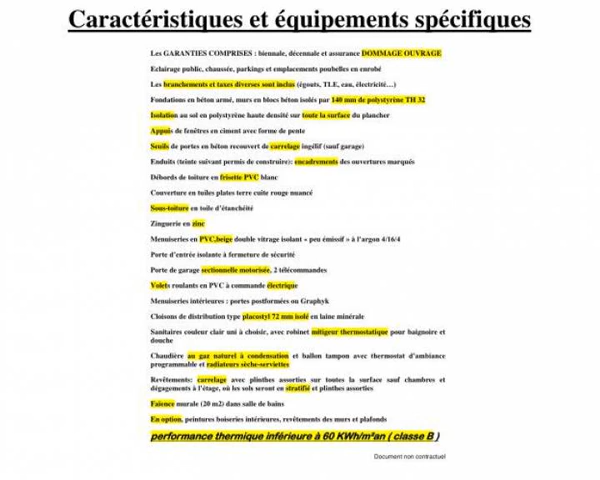 Caractéristiques et équipements spécifiques
Les GARANTIES COMPRISES : biennale, décennale et assurance DOMMAGE OUVRAGE
Eclairage public, chaussée, parkings et emplacements poubelles en enrobé
Les branchements et taxes diverses sont inclus (égouts, TLE, eau, électricité…)
Fondations en béton armé, murs en blocs béton isolés par 140 mm de polystyrène TH 32
Isolation au sol en polystyrène haute densité sur toute la surface du plancher
Appuis de fenêtres en ciment avec forme de pente
Seuils de portes en béton recouvert de carrelage ingélif (sauf garage)
Enduits (teinte suivant permis de construire): encadrements des ouvertures marqués
Débords de toiture en frisette PVC blanc
Couverture en tuiles plates terre cuite rouge nuancé
Sous-toiture en toile d'étanchéité
Zinguerie en zinc
Menuiseries en PVC,beige double vitrage isolant « peu émissif » à l'argon 4/16/4
Porte d'entrée isolante à fermeture de sécurité
Porte de garage sectionnelle motorisée, 2 télécommandes
Volets roulants en PVC à commande électrique
Menuiseries intérieures : portes postformées ou Graphyk
Cloisons de distribution type placostyl 72 mm isolé en laine minérale
Sanitaires couleur clair uni à choisir, avec robinet mitigeur thermostatique pour baignoire et
douche
Chaudière au gaz naturel à condensation et ballon tampon avec thermostat d'ambiance
programmable et radiateurs sèche-serviettes
Revêtements: carrelage avec plinthes assorties sur toutes la surface sauf chambres et
dégagements à l'étage, où les sols seront en stratifié et plinthes assorties
Faïence murale (20 m2) dans salle de bains
En option, peintures boiseries intérieures, revêtements des murs et plafonds
performance thermique inférieure à 60 KWh/m²an ( classe B )
Document non contractuel